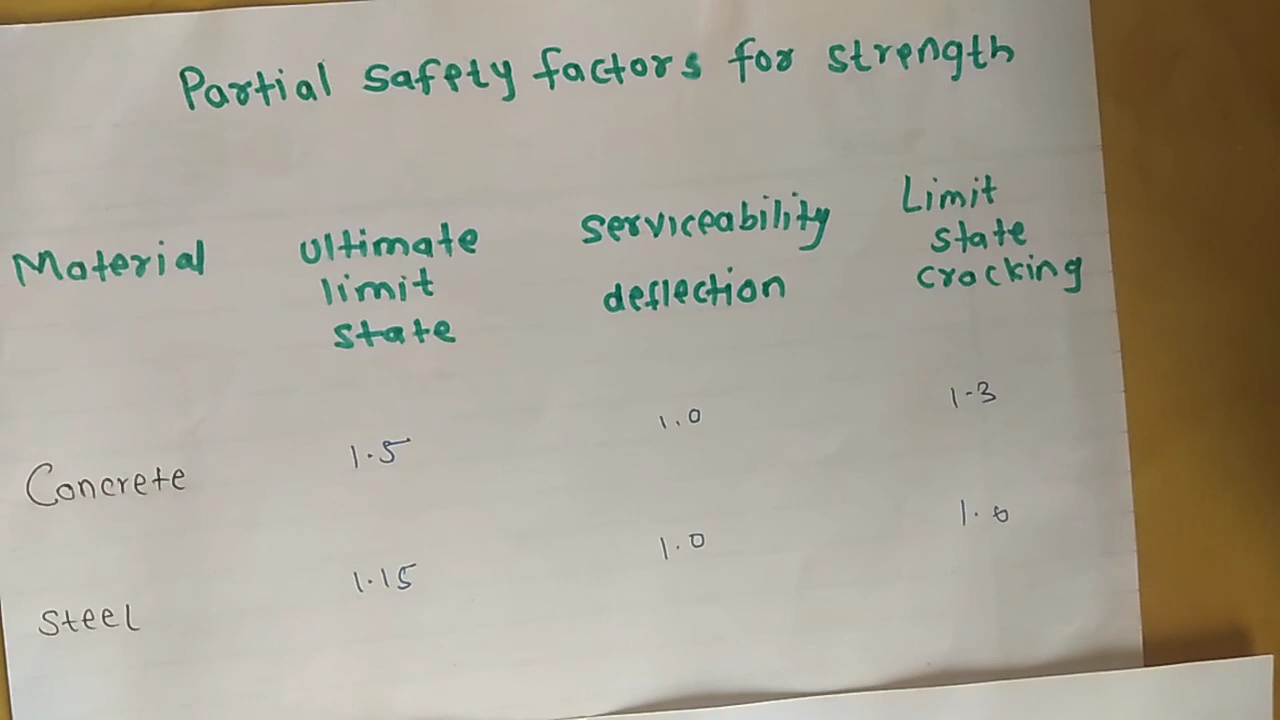 Partial safety factors for strength
Material
Ultimate
limit
state
serviceability
deflection
Limit
state
crocking
Concrete 1.5 1.0 1.3
Steel 1.15 1.0 1.0